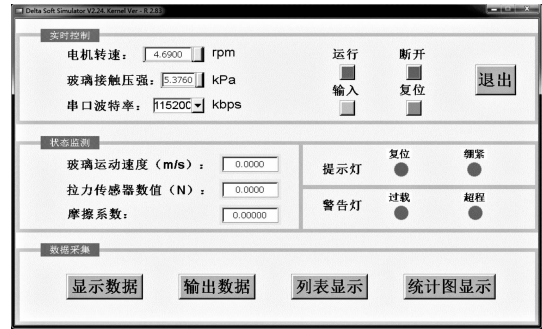 Delta Soft Simulator V2.24. Kernel Ver - R 2.83
实时控制
电机转速： 4.6900 rpm
玻璃接触压强： 5.3760 kPa
串口波特率： 115200 kbps
运行 断开
输入 复位
退出
状态监测
玻璃运动速度（m/s）： 0.0000
拉力传感器数值（N）： 0.0000
摩擦系数： 0.00000
提示灯 复位 绷紧
警告灯 过载 超程
数据采集
显示数据 输出数据 列表显示 统计图显示